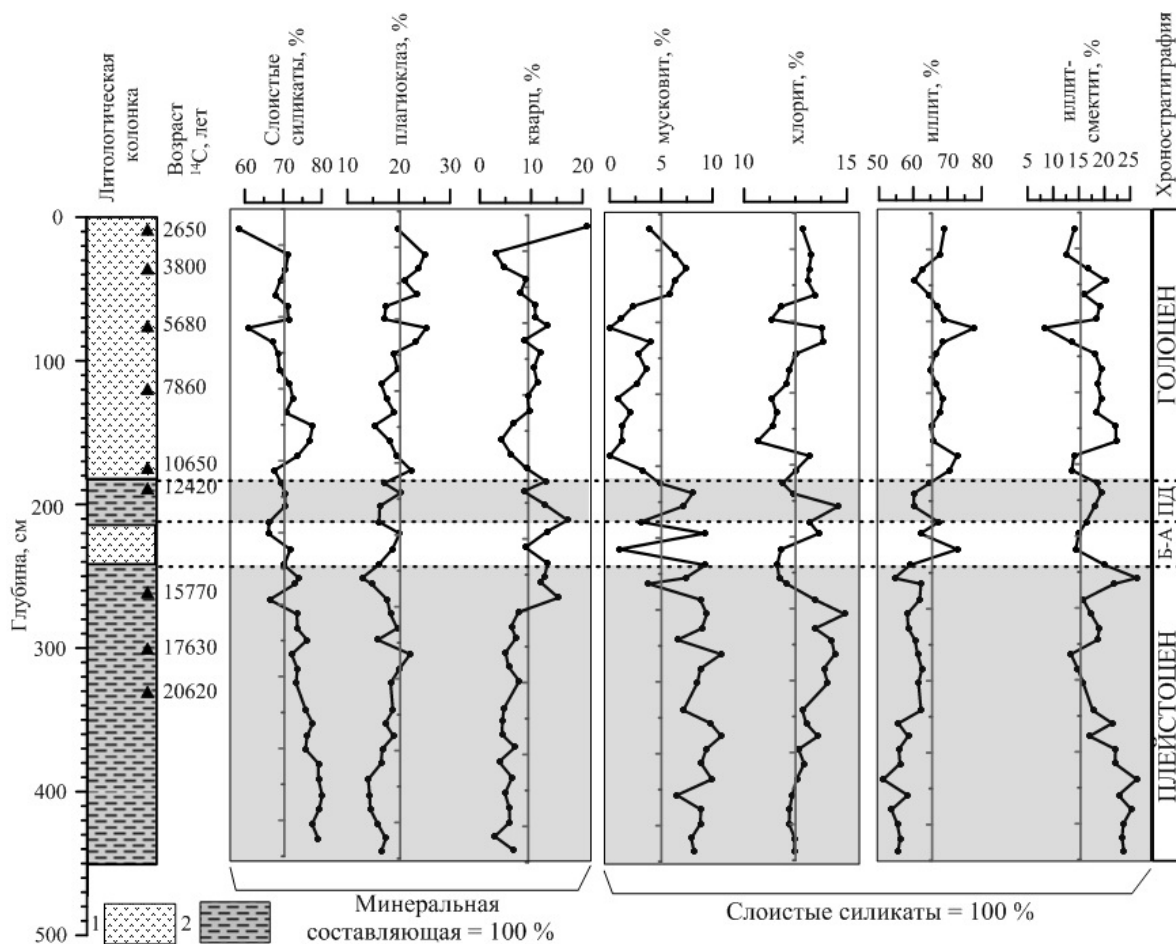 Литологическая
колонка
Возраст
¹⁴C, лет
Слоистые
силикаты, %
плагиоклаз, %
кварц, %
мусковит, %
хлорит, %
иллит, %
иллит-
смектит, %
Хроностратиграфия
60 70 80 10 20 30 0 10 20 0 5 10 10 15 50 60 70 80 5 10 15 20 25
Глубина, см
0
100
200
300
400
500
2650
3800
5680
7860
10650
12420
15770
17630
20620
ГОЛОЦЕН
ПД
Б-А
ПЛЕЙСТОЦЕН
1 2
Минеральная
составляющая = 100 %
Слоистые силикаты = 100 %